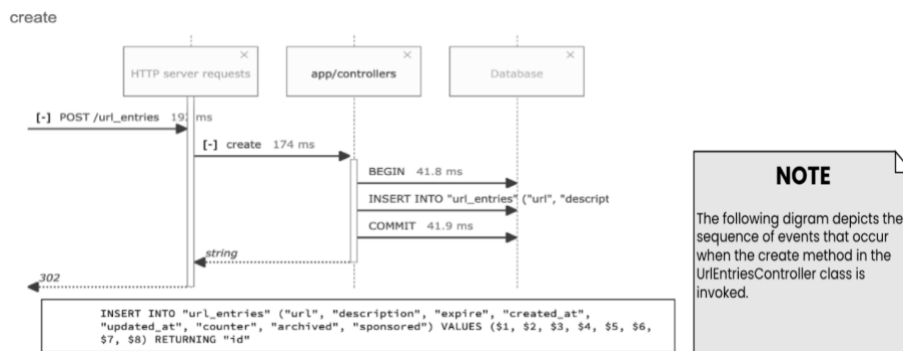 create
HTTP server requests
app/controllers
Database
[-] POST /url_entries ms
[-] create 174 ms
BEGIN 41.8 ms
INSERT INTO "url_entries" ("url", "descript
COMMIT 41.9 ms
string
302
INSERT INTO "url_entries" ("url", "description", "expire", "created_at",
"updated_at", "counter", "archived", "sponsored") VALUES ($1, $2, $3, $4, $5, $6,
$7, $8) RETURNING "id"
NOTE
The following digram depicts the
sequence of events that occur
when the create method in the
UrlEntriesController class is
invoked.